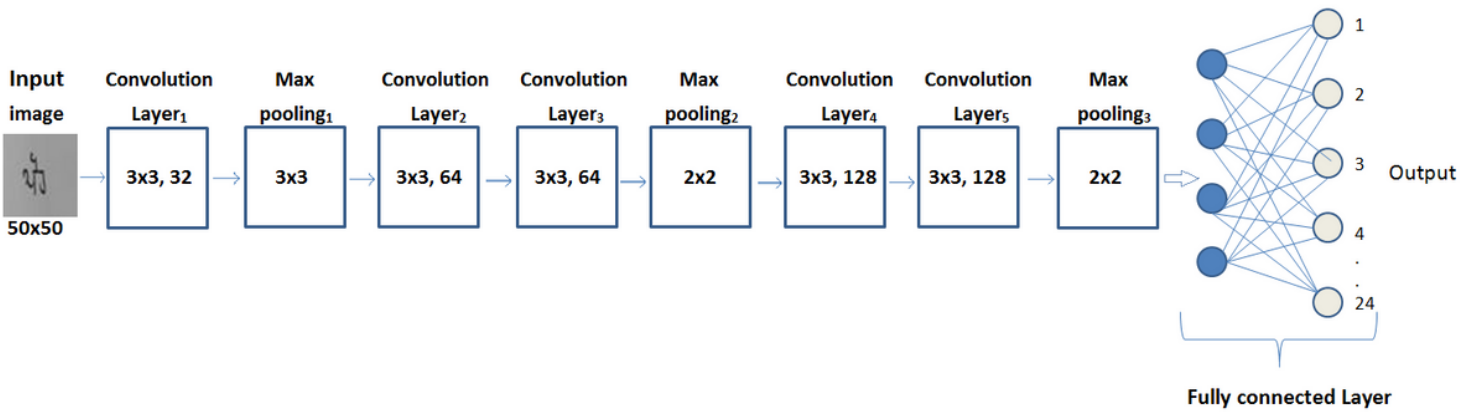 Input image
50x50
Convolution Layer₁
3x3, 32
Max pooling₁
3x3
Convolution Layer₂
3x3, 64
Convolution Layer₃
3x3, 64
Max pooling₂
2x2
Convolution Layer₄
3x3, 128
Convolution Layer₅
3x3, 128
Max pooling₃
2x2
1
2
3
4
.
.
24
Output
Fully connected Layer